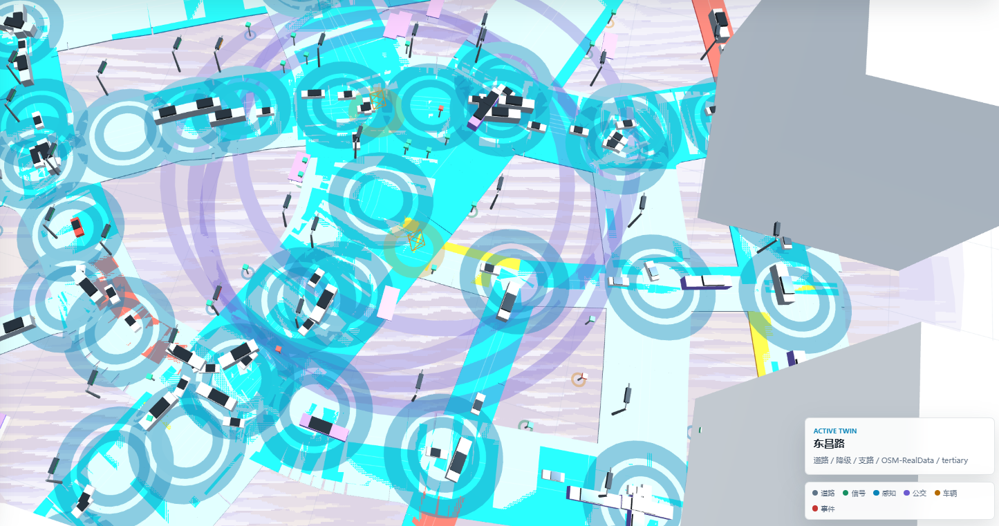 ACTIVE TWIN
东昌路
道路 / 降级 / 支路 / OSM-RealData / tertiary
道路 信号 感知 公交 车辆
事件